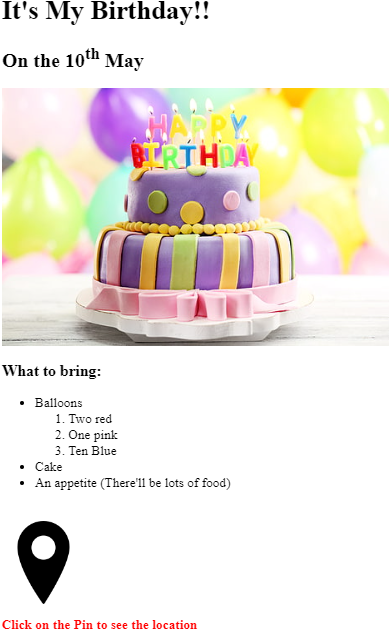 It's My Birthday!!
On the 10th May
HAPPY
BIRTHDAY
What to bring:
Balloons
1. Two red
2. One pink
3. Ten Blue
Cake
An appetite (There'll be lots of food)
Click on the Pin to see the location